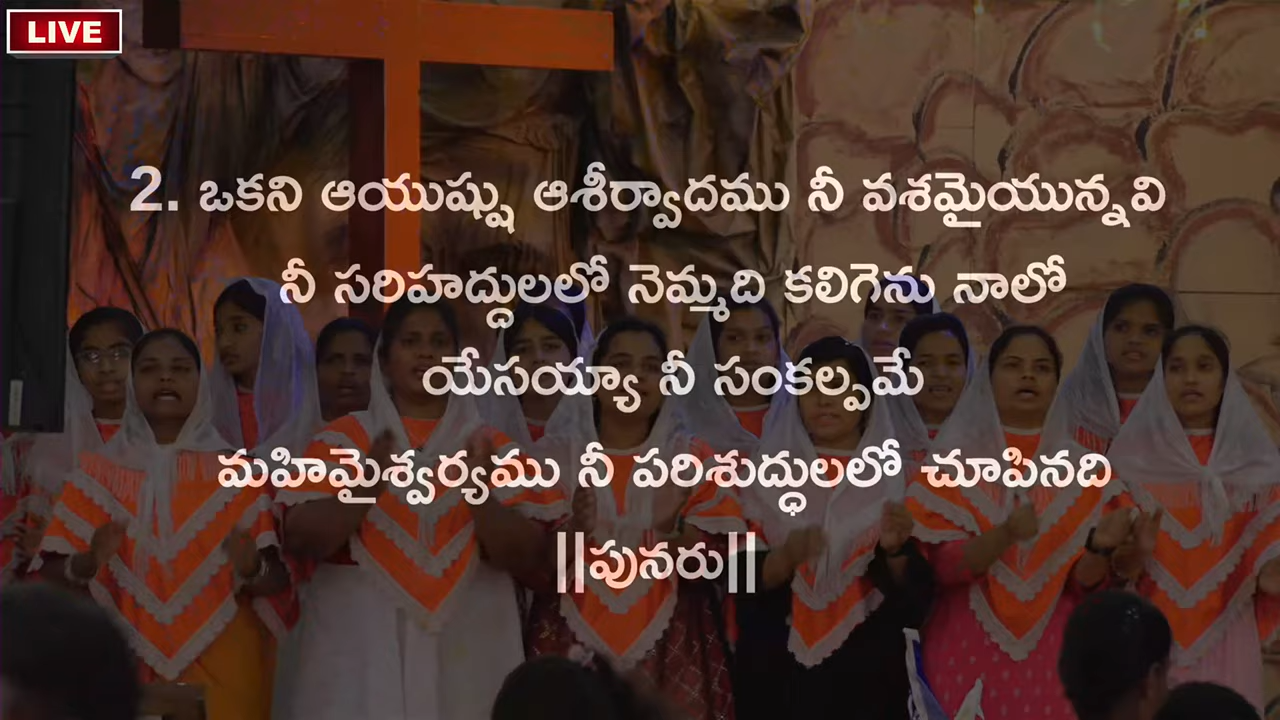 LIVE
2. ఒకని ఆయుష్షు ఆశీర్వాదము నీ వశమైయున్నవి
నీ సరిహద్దులలో నెమ్మది కలిగెను నాలో
యేసయ్యా నీ సంకల్పమే
మహిమైశ్వర్యము నీ పరిశుద్ధులలో చూపినది
||పునరు||